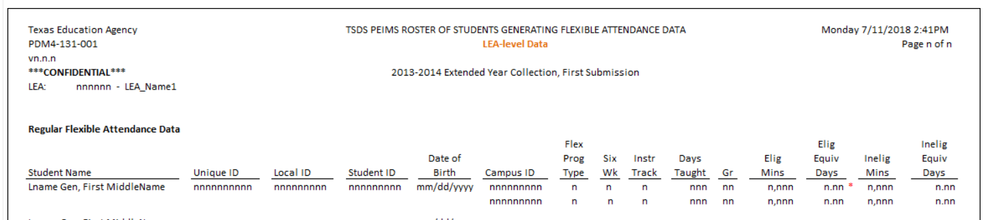 Texas Education Agency TSDS PEIMS ROSTER OF STUDENTS GENERATING FLEXIBLE ATTENDANCE DATA Monday 7/11/2018 2:41PM
PDM4-131-001 LEA-level Data Page n of n
vn.n.n
***CONFIDENTIAL*** 2013-2014 Extended Year Collection, First Submission
LEA: nnnnnn - LEA_Name1
Regular Flexible Attendance Data
Flex Elig Inelig
Date of Prog Six Instr Days Elig Equiv Inelig Equiv
Student Name Unique ID Local ID Student ID Birth Campus ID Type Wk Track Taught Gr Mins Days Mins Days
Lname Gen, First MiddleName nnnnnnnnnn nnnnnnnnn nnnnnnnnn mm/dd/yyyy nnnnnnnnn n n n nnn nn n,nnn n.nn * n,nnn n.nn
nnnnnnnnn n n n nnn nn n,nnn n.nn n,nnn n.nn